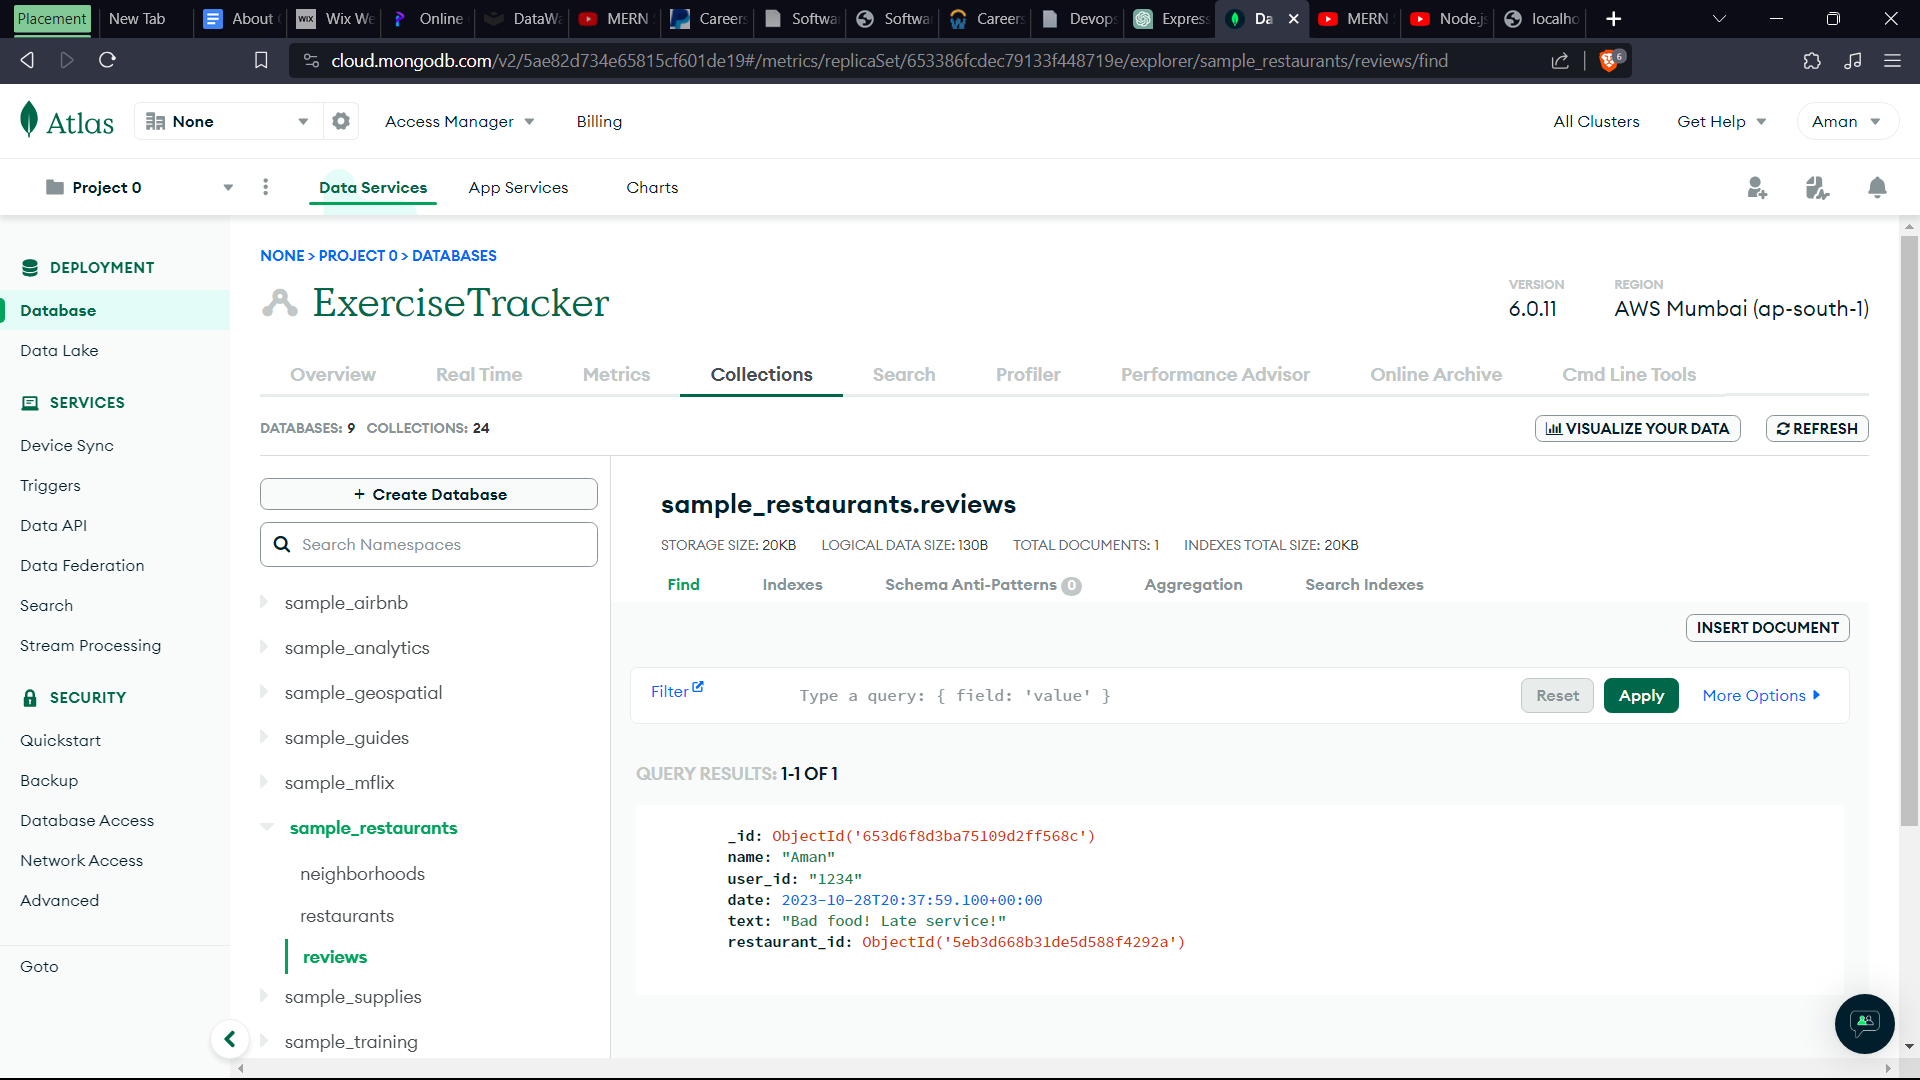 Placement
New Tab
About
Wix We
Online
DataWa
MERN
Careers
Softwar
Softwar
Careers
Devops
Express
Da
MERN
Node.js
localho
cloud.mongodb.com/v2/5ae82d734e65815cf601de19#/metrics/replicaSet/653386fcdec79133f448719e/explorer/sample_restaurants/reviews/find
6
Atlas
None
Access Manager
Billing
All Clusters
Get Help
Aman
Project 0
Data Services
App Services
Charts
DEPLOYMENT
Database
Data Lake
SERVICES
Device Sync
Triggers
Data API
Data Federation
Search
Stream Processing
SECURITY
Quickstart
Backup
Database Access
Network Access
Advanced
Goto
NONE > PROJECT 0 > DATABASES
ExerciseTracker
VERSION
6.0.11
REGION
AWS Mumbai (ap-south-1)
Overview
Real Time
Metrics
Collections
Search
Profiler
Performance Advisor
Online Archive
Cmd Line Tools
DATABASES: 9 COLLECTIONS: 24
VISUALIZE YOUR DATA
REFRESH
+ Create Database
Search Namespaces
sample_airbnb
sample_analytics
sample_geospatial
sample_guides
sample_mflix
sample_restaurants
neighborhoods
restaurants
reviews
sample_supplies
sample_training
sample_restaurants.reviews
STORAGE SIZE: 20KB LOGICAL DATA SIZE: 130B TOTAL DOCUMENTS: 1 INDEXES TOTAL SIZE: 20KB
Find
Indexes
Schema Anti-Patterns 0
Aggregation
Search Indexes
INSERT DOCUMENT
Filter
Type a query: { field: 'value' }
Reset
Apply
More Options
QUERY RESULTS: 1-1 OF 1
_id: ObjectId('653d6f8d3ba75109d2ff568c')
name: "Aman"
user_id: "1234"
date: 2023-10-28T20:37:59.100+00:00
text: "Bad food! Late service!"
restaurant_id: ObjectId('5eb3d668b31de5d588f4292a')